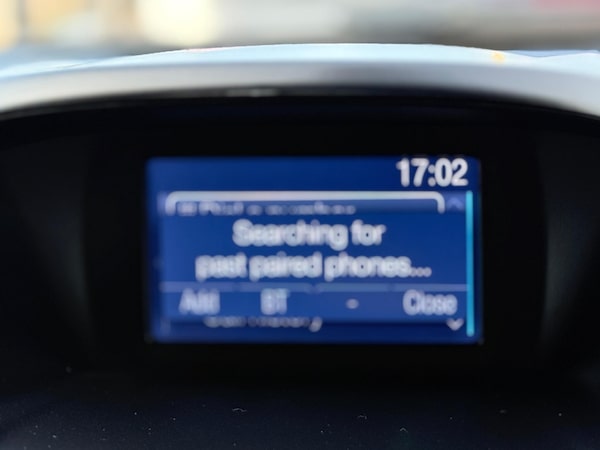 17:02
Searching for
past paired phones...
Add BT - Close